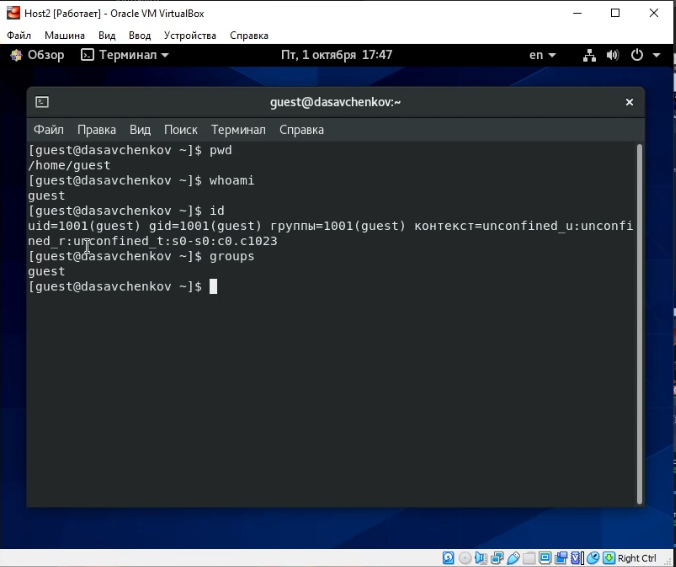 Host2 [Работает] - Oracle VM VirtualBox
Файл Машина Вид Ввод Устройства Справка
Обзор Терминал Пт, 1 октября 17:47 en
guest@dasavchenkov:~
Файл Правка Вид Поиск Терминал Справка
[guest@dasavchenkov ~]$ pwd
/home/guest
[guest@dasavchenkov ~]$ whoami
guest
[guest@dasavchenkov ~]$ id
uid=1001(guest) gid=1001(guest) группы=1001(guest) контекст=unconfined_u:unconfi
ned_r:unconfined_t:s0-s0:c0.c1023
[guest@dasavchenkov ~]$ groups
guest
[guest@dasavchenkov ~]$
Right Ctrl